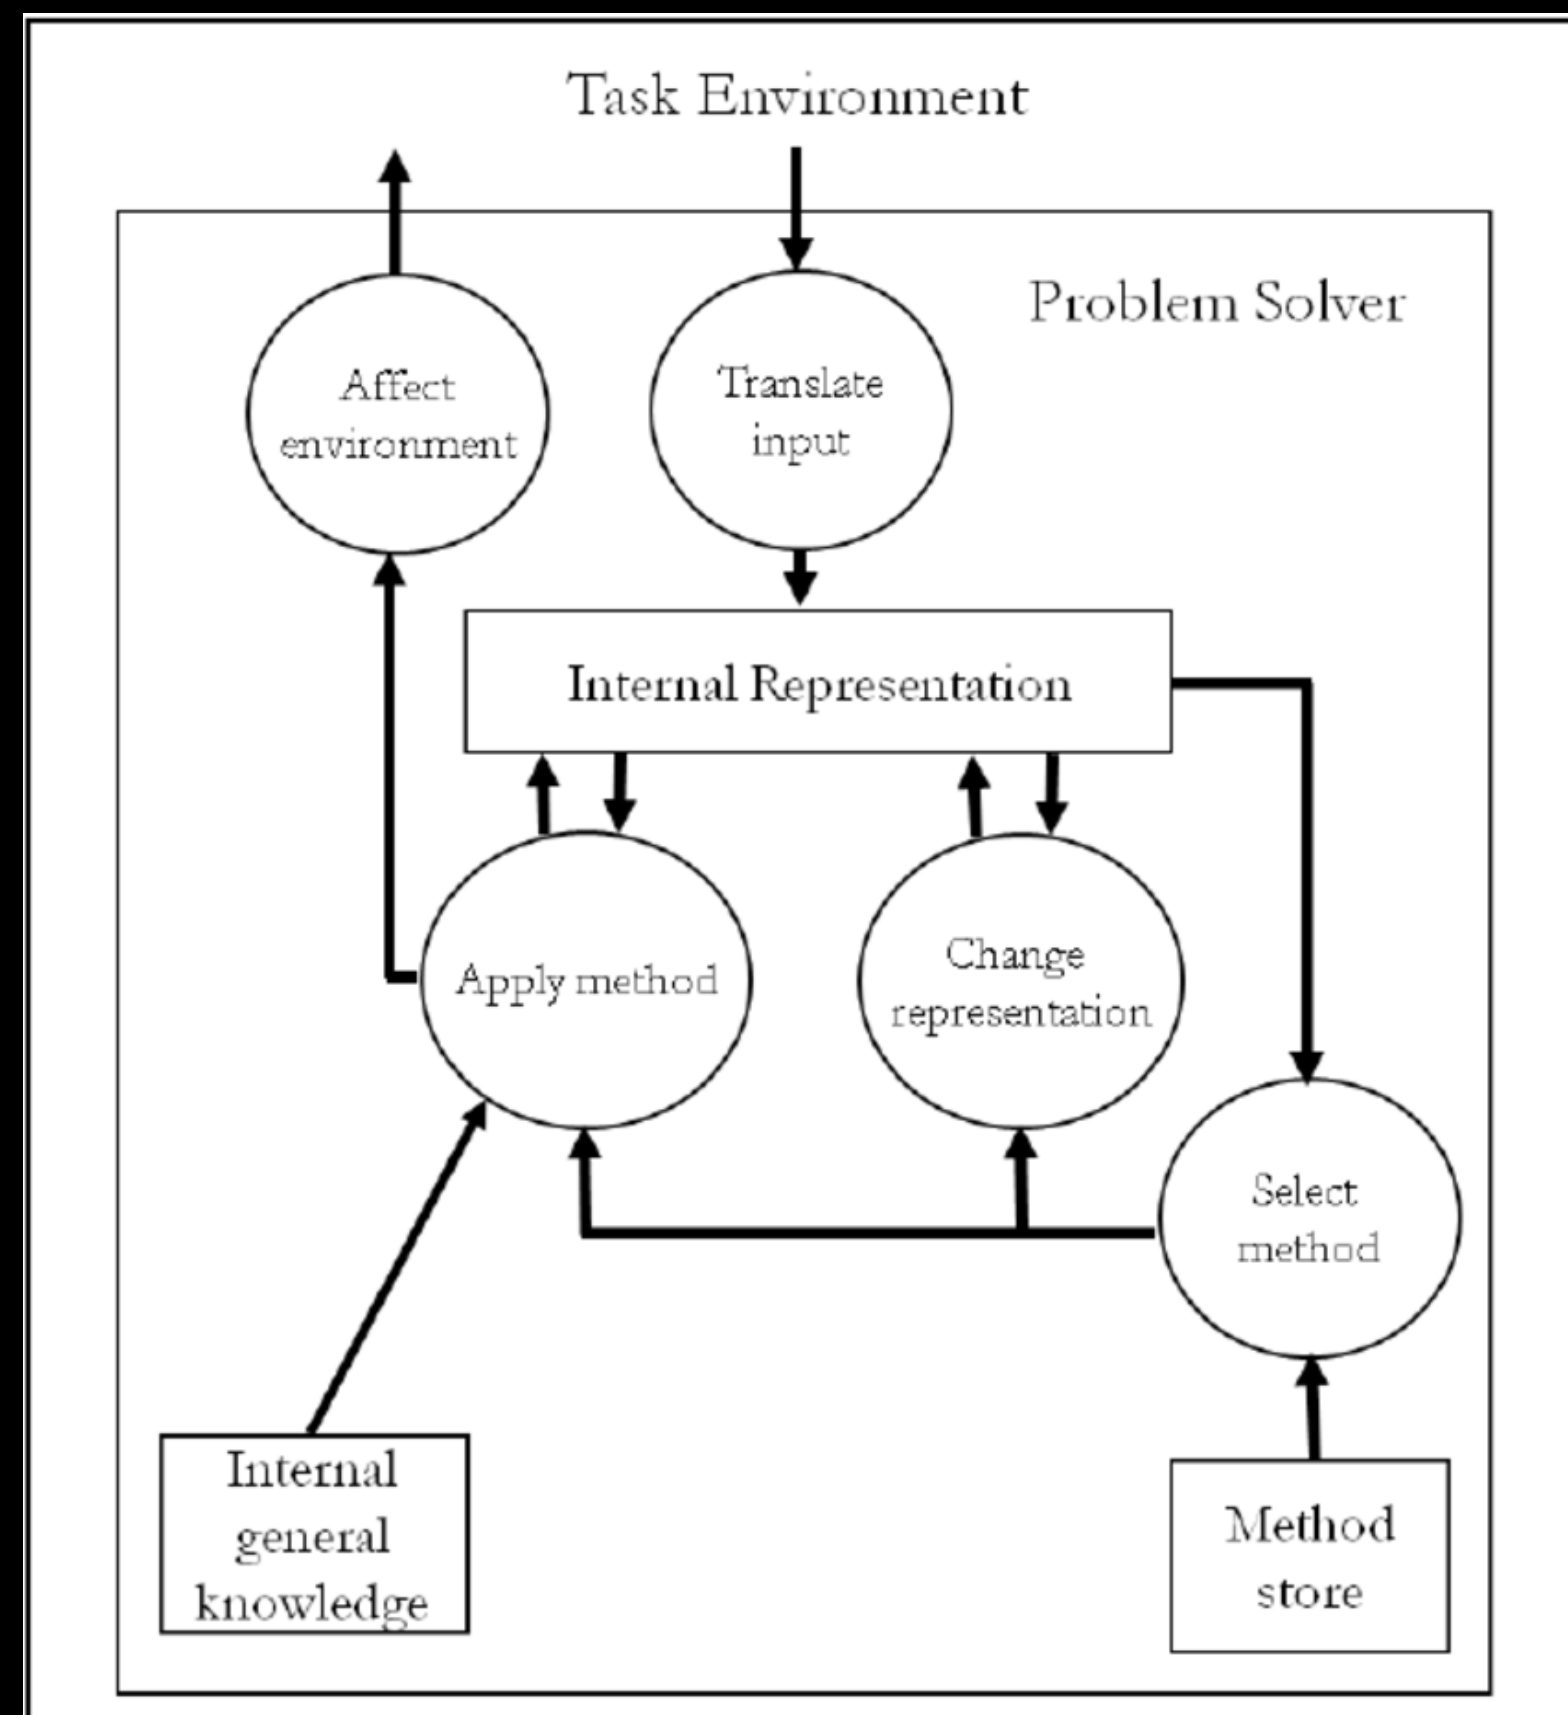 Task Environment
Problem Solver
Affect
environment
Translate
input
Internal Representation
Apply method
Change
representation
Select
method
Internal
general
knowledge
Method
store